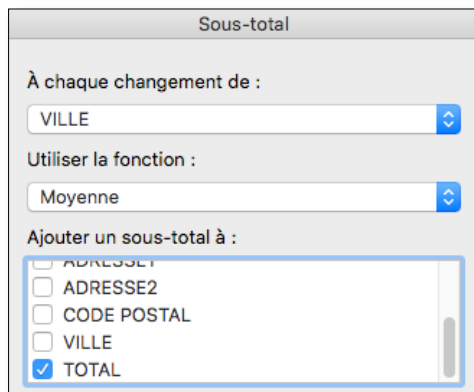 Sous-total
À chaque changement de :
VILLE
Utiliser la fonction :
Moyenne
Ajouter un sous-total à :
ADRESSE1
ADRESSE2
CODE POSTAL
VILLE
TOTAL